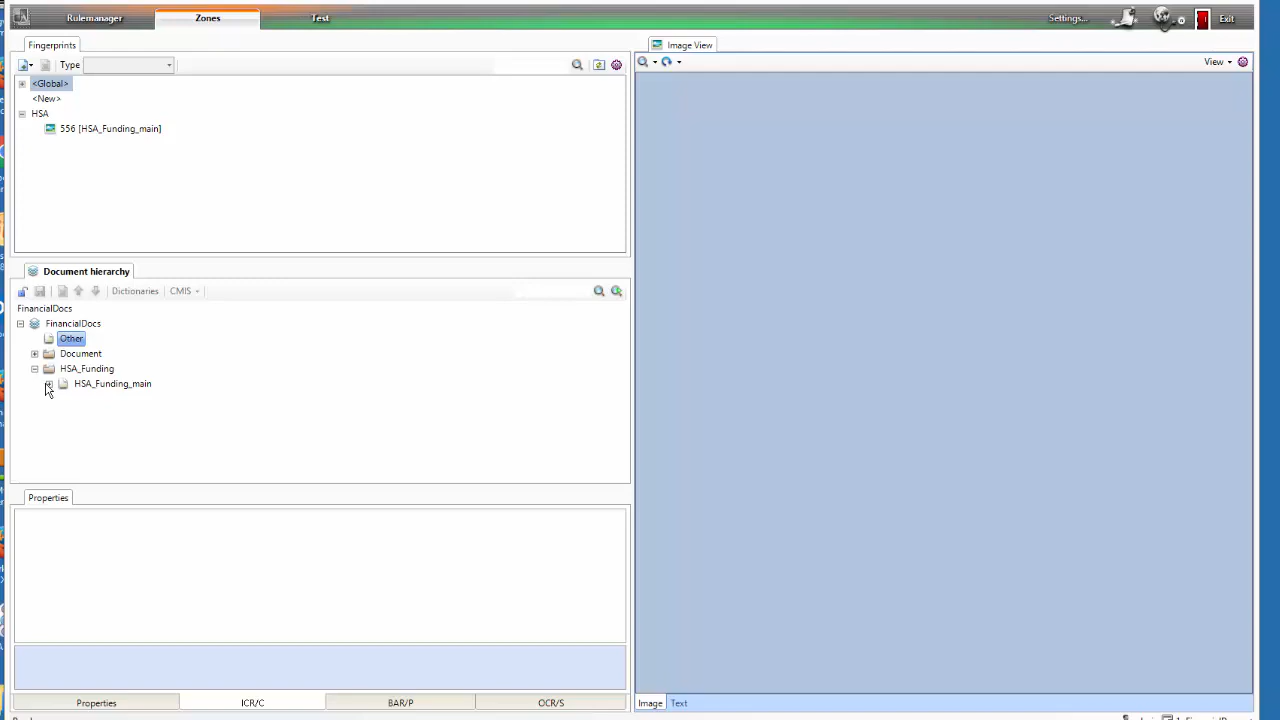 Rulemanager Zones Test Settings... Exit
Fingerprints
Type
<Global>
<New>
HSA
556 [HSA_Funding_main]
Document hierarchy
Dictionaries CMIS
FinancialDocs
FinancialDocs
Other
Document
HSA_Funding
HSA_Funding_main
Properties
Properties ICR/C BAR/P OCR/S
Image View
View
Image Text